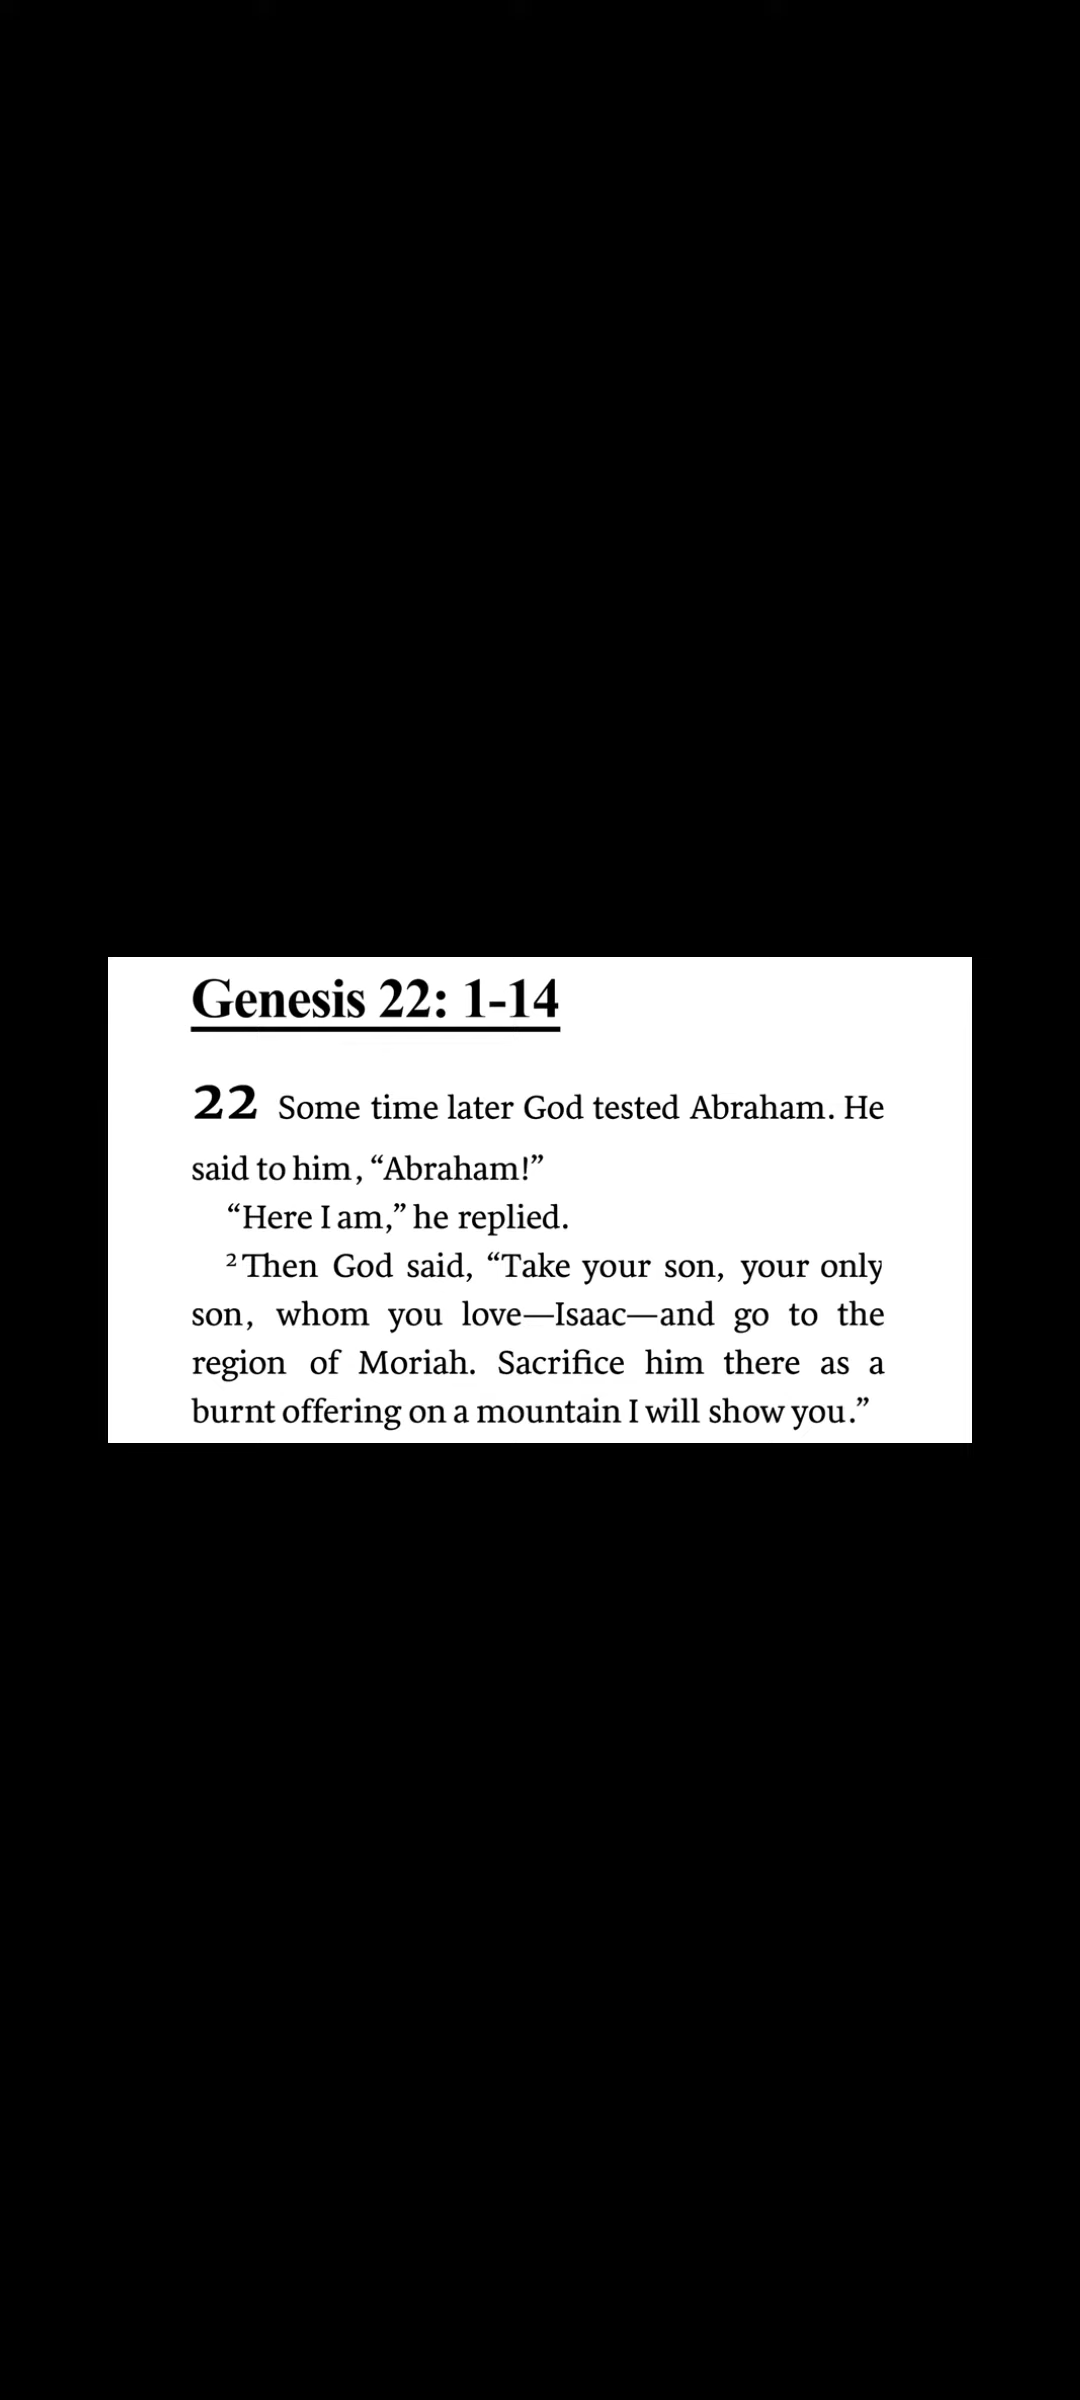 Genesis 22: 1-14
22 Some time later God tested Abraham. He
said to him, “Abraham!”
“Here I am,” he replied.
2 Then God said, “Take your son, your only
son, whom you love—Isaac—and go to the
region of Moriah. Sacrifice him there as a
burnt offering on a mountain I will show you.”